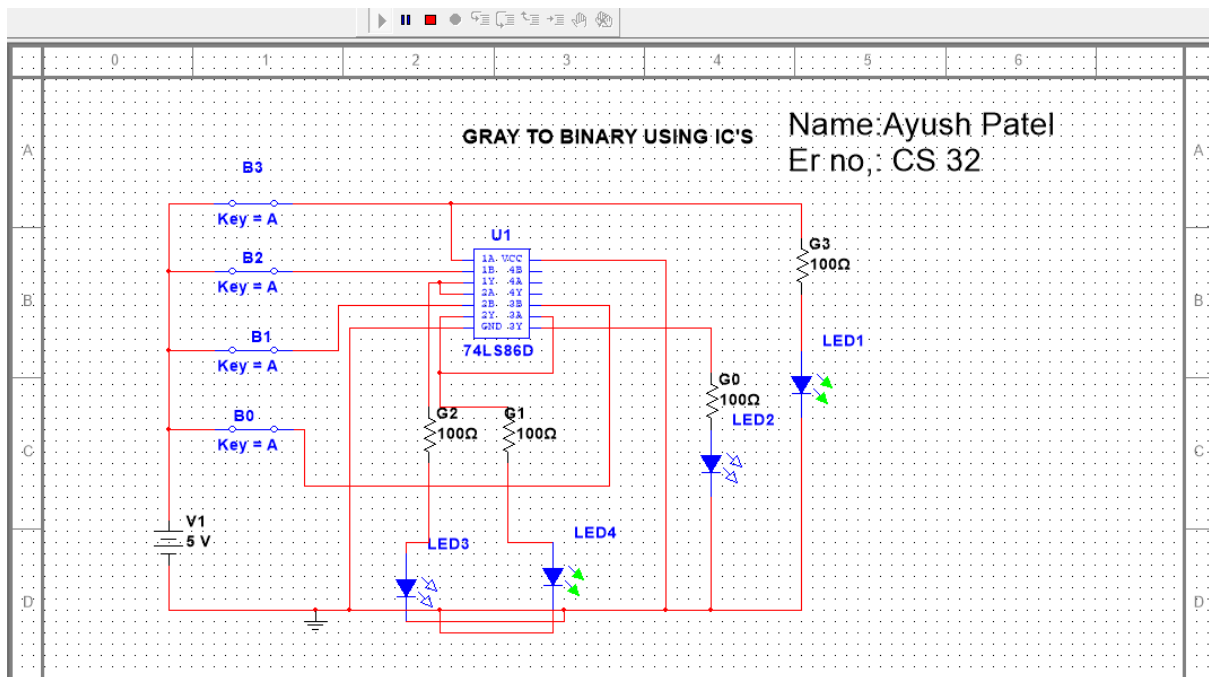 0 1 2 3 4 5 6
GRAY TO BINARY USING IC'S
Name:Ayush Patel
Er no,: CS 32
A
A
B3
Key = A
B2
Key = A
B
B
B1
Key = A
B0
Key = A
C
C
U1
1A VCC
1B .4B
1Y .4A
2A. .4Y
2B. .3B
2Y. .3A
GND .3Y
74LS86D
G3
100Ω
LED1
G0
100Ω
LED2
G2
100Ω
G1
100Ω
V1
5 V
LED3
LED4
D
D